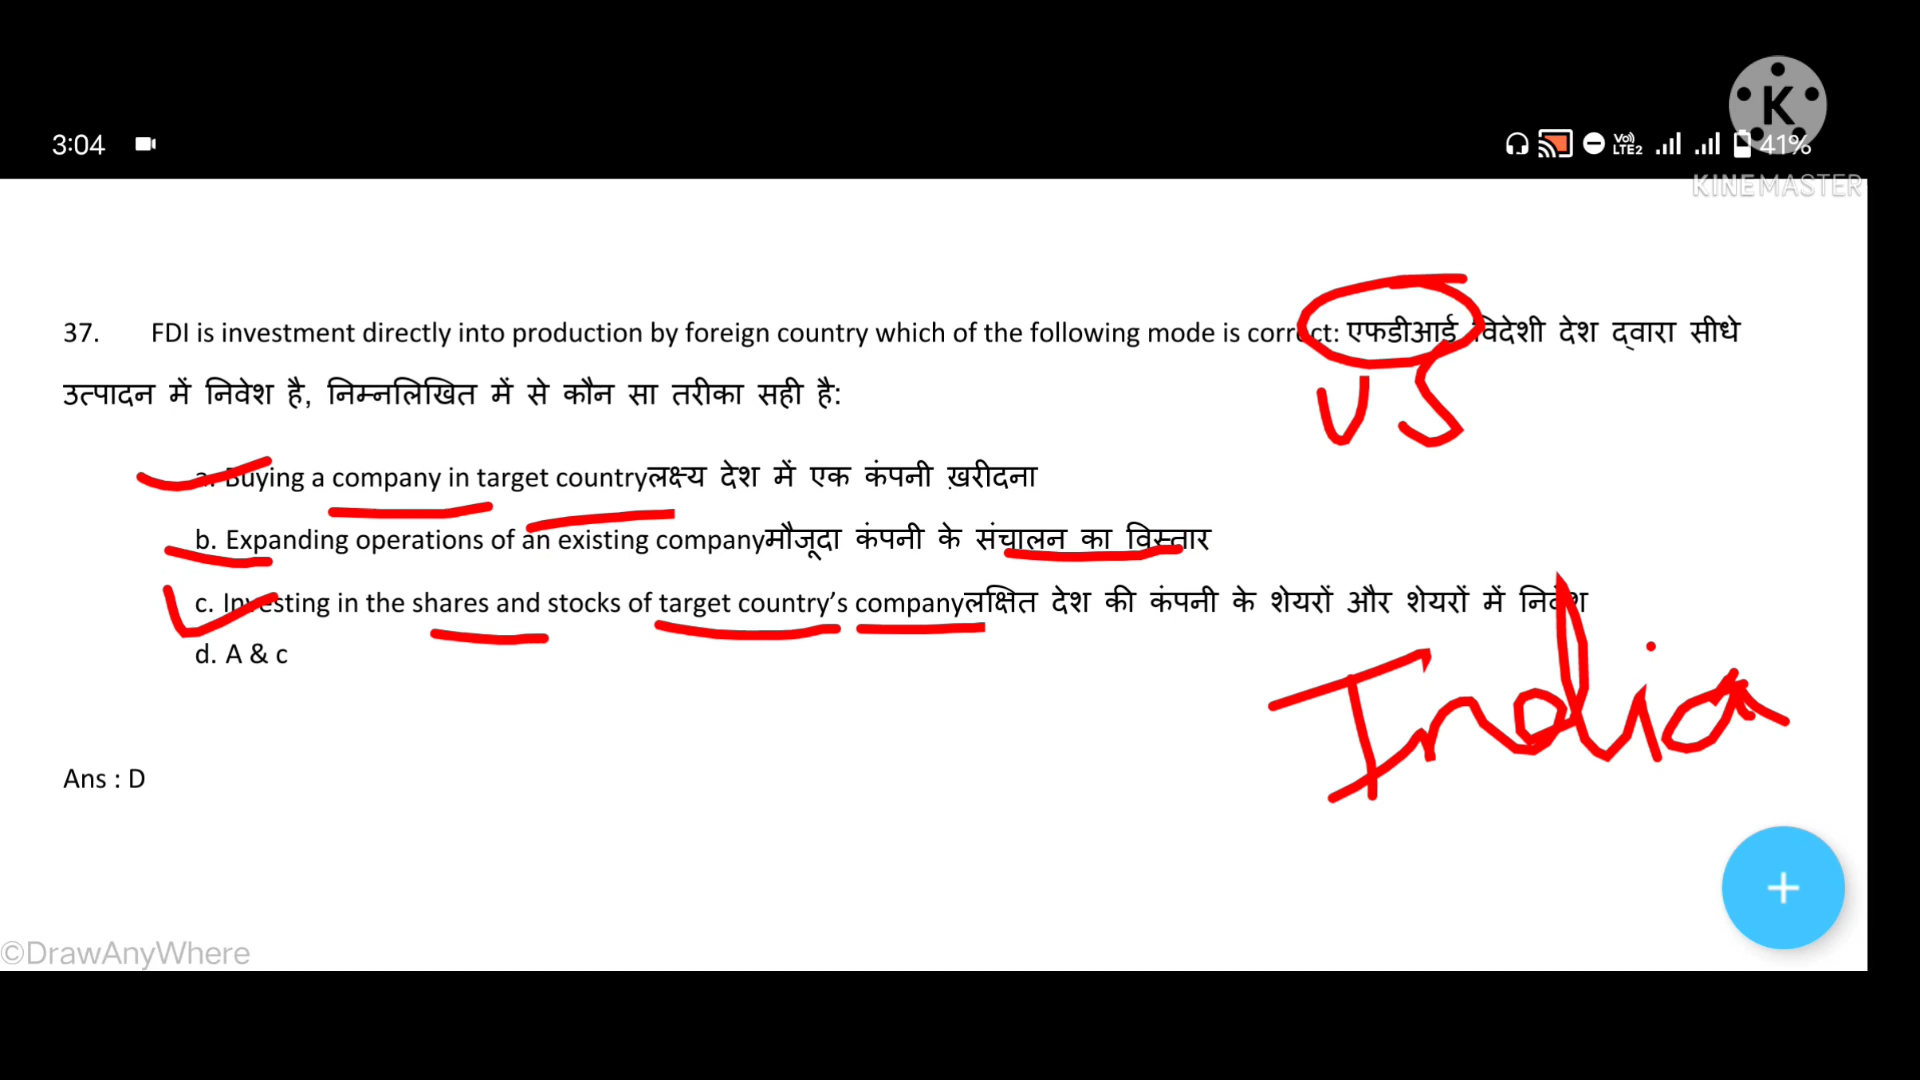 3:04
Vo) LTE2 41%
K
KINEMASTER
37. FDI is investment directly into production by foreign country which of the following mode is correct: एफडीआई विदेशी देश द्वारा सीधे
उत्पादन में निवेश है, निम्नलिखित में से कौन सा तरीका सही है:
US
a. Buying a company in target countryलक्ष्य देश में एक कंपनी ख़रीदना
b. Expanding operations of an existing companyमौजूदा कंपनी के संचालन का विस्तार
c. Investing in the shares and stocks of target country’s companyलक्षित देश की कंपनी के शेयरों और शेयरों में निवेश
d. A & c
India
Ans : D
©DrawAnyWhere